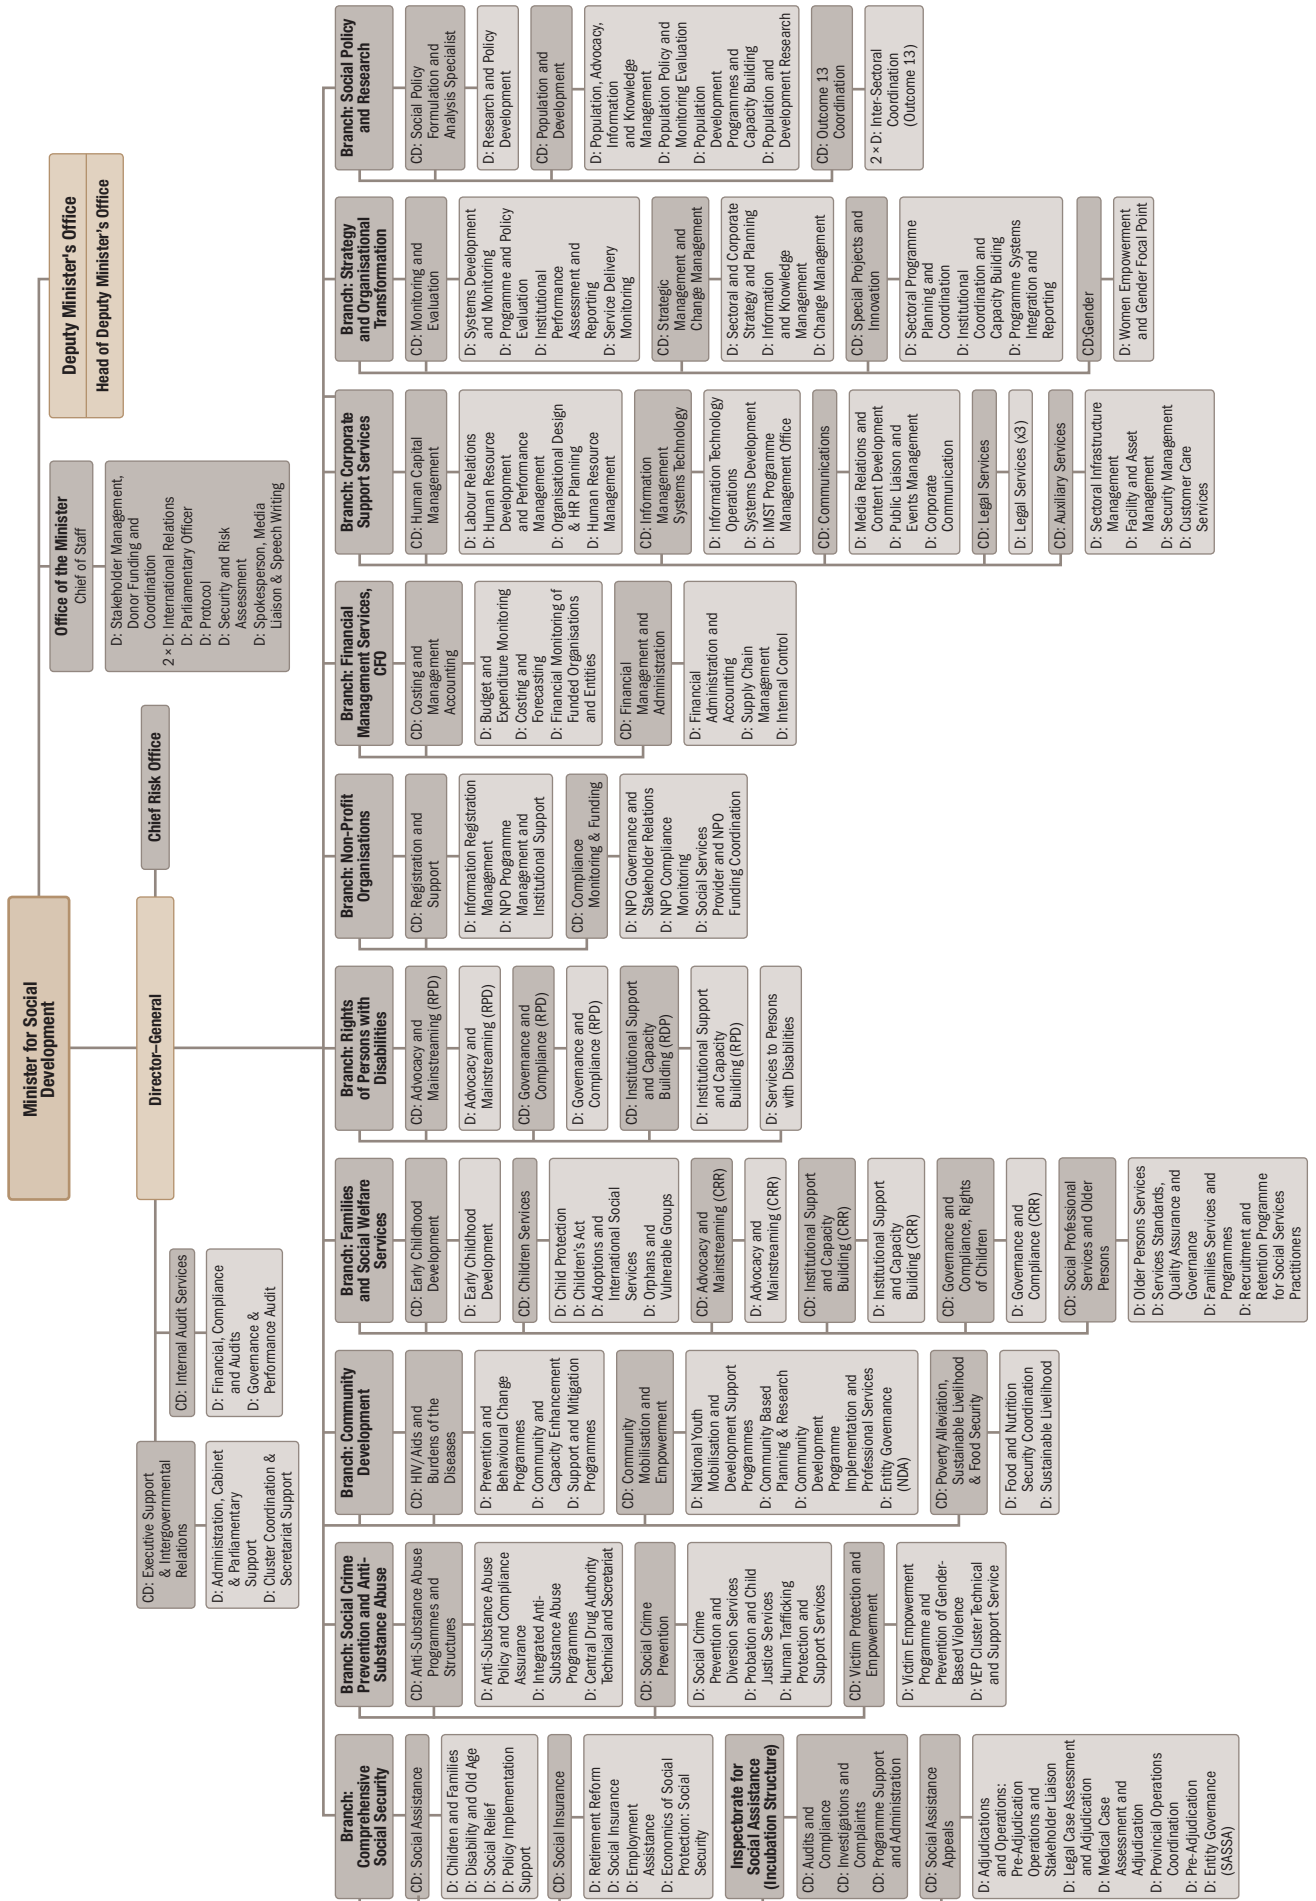 Minister for Social
Development
Deputy Minister's Office
Head of Deputy Minister's Office
Office of the Minister
Chief of Staff
D: Stakeholder Management,
Donor Funding and
Coordination
2 × D: International Relations
D: Parliamentary Officer
D: Protocol
D: Security and Risk
Assessment
D: Spokesperson, Media
Liaison & Speech Writing
Director–General
Chief Risk Office
CD: Executive Support
& Intergovernmental
Relations
D: Administration, Cabinet
& Parliamentary
Support
D: Cluster Coordination &
Secretariat Support
CD: Internal Audit Services
D: Financial, Compliance
and Audits
D: Governance &
Performance Audit
Branch:
Comprehensive
Social Security
CD: Social Assistance
D: Children and Families
D: Disability and Old Age
D: Social Relief
D: Policy Implementation
Support
CD: Social Insurance
D: Retirement Reform
D: Social Insurance
D: Employment
Assistance
D: Economics of Social
Protection: Social
Security
Inspectorate for
Social Assistance
(Incubation Structure)
CD: Audits and
Compliance
CD: Investigations and
Complaints
CD: Programme Support
and Administration
CD: Social Assistance
Appeals
D: Adjudications
and Operations:
Pre-Adjudication
Operations and
Stakeholder Liaison
D: Legal Case Assessment
and Adjudication
D: Medical Case
Assessment and
Adjudication
D: Provincial Operations
Coordination
D: Pre-Adjudication
D: Entity Governance
(SASSA)
Branch: Social Crime
Prevention and Anti-
Substance Abuse
CD: Anti-Substance Abuse
Programmes and
Structures
D: Anti-Substance Abuse
Policy and Compliance
Assurance
D: Integrated Anti-
Substance Abuse
Programmes
D: Central Drug Authority
Technical and Secretariat
CD: Social Crime
Prevention
D: Social Crime
Prevention and
Diversion Services
D: Probation and Child
Justice Services
D: Human Trafficking
Protection and
Support Services
CD: Victim Protection and
Empowerment
D: Victim Empowerment
Programme and
Prevention of Gender-
Based Violence
D: VEP Cluster Technical
and Support Service
Branch: Community
Development
CD: HIV/Aids and
Burdens of the
Diseases
D: Prevention and
Behavioural Change
Programmes
D: Community and
Capacity Enhancement
D: Support and Mitigation
Programmes
CD: Community
Mobilisation and
Empowerment
D: National Youth
Mobilisation and
Development Support
Programmes
D: Community Based
Planning & Research
D: Community
Development
Programme
Implementation and
Professional Services
D: Entity Governance
(NDA)
CD: Poverty Alleviation,
Sustainable Livelihood
& Food Security
D: Food and Nutrition
Security Coordination
D: Sustainable Livelihood
Branch: Families
and Social Welfare
Services
CD: Early Childhood
Development
D: Early Childhood
Development
CD: Children Services
D: Child Protection
D: Children's Act
D: Adoptions and
International Social
Services
D: Orphans and
Vulnerable Groups
CD: Advocacy and
Mainstreaming (CRR)
D: Advocacy and
Mainstreaming (CRR)
CD: Institutional Support
and Capacity
Building (CRR)
D: Institutional Support
and Capacity
Building (CRR)
CD: Governance and
Compliance, Rights
of Children
D: Governance and
Compliance (CRR)
CD: Social Professional
Services and Older
Persons
D: Older Persons Services
D: Services Standards,
Quality Assurance and
Governance
D: Families Services and
Programmes
D: Recruitment and
Retention Programme
for Social Services
Practitioners
Branch: Rights
of Persons with
Disabilities
CD: Advocacy and
Mainstreaming (RPD)
D: Advocacy and
Mainstreaming (RPD)
CD: Governance and
Compliance (RPD)
D: Governance and
Compliance (RPD)
CD: Institutional Support
and Capacity
Building (RDP)
D: Institutional Support
and Capacity
Building (RPD)
D: Services to Persons
with Disabilities
Branch: Non-Profit
Organisations
CD: Registration and
Support
D: Information Registration
Management
D: NPO Programme
Management and
Institutional Support
CD: Compliance
Monitoring & Funding
D: NPO Governance and
Stakeholder Relations
D: NPO Compliance
Monitoring
D: Social Services
Provider and NPO
Funding Coordination
Branch: Financial
Management Services,
CFO
CD: Costing and
Management
Accounting
D: Budget and
Expenditure Monitoring
D: Costing and
Forecasting
D: Financial Monitoring of
Funded Organisations
and Entities
CD: Financial
Management and
Administration
D: Financial
Administration and
Accounting
D: Supply Chain
Management
D: Internal Control
Branch: Corporate
Support Services
CD: Human Capital
Management
D: Labour Relations
D: Human Resource
Development
and Performance
Management
D: Organisational Design
& HR Planning
D: Human Resource
Management
CD: Information
Management
Systems Technology
D: Information Technology
Operations
D: Systems Development
D: IMST Programme
Management Office
CD: Communications
D: Media Relations and
Content Development
D: Public Liaison and
Events Management
D: Corporate
Communication
CD: Legal Services
D: Legal Services (x3)
CD: Auxiliary Services
D: Sectoral Infrastructure
Management
D: Facility and Asset
Management
D: Security Management
D: Customer Care
Services
Branch: Strategy
and Organisational
Transformation
CD: Monitoring and
Evaluation
D: Systems Development
and Monitoring
D: Programme and Policy
Evaluation
D: Institutional
Performance
Assessment and
Reporting
D: Service Delivery
Monitoring
CD: Strategic
Management and
Change Management
D: Sectoral and Corporate
Strategy and Planning
D: Information
and Knowledge
Management
D: Change Management
CD: Special Projects and
Innovation
D: Sectoral Programme
Planning and
Coordination
D: Institutional
Coordination and
Capacity Building
D: Programme Systems
Integration and
Reporting
CD:Gender
D: Women Empowerment
and Gender Focal Point
Branch: Social Policy
and Research
CD: Social Policy
Formulation and
Analysis Specialist
D: Research and Policy
Development
CD: Population and
Development
D: Population, Advocacy,
Information
and Knowledge
Management
D: Population Policy and
Monitoring Evaluation
D: Population
Development
Programmes and
Capacity Building
D: Population and
Development Research
CD: Outcome 13
Coordination
2 × D: Inter-Sectoral
Coordination
(Outcome 13)